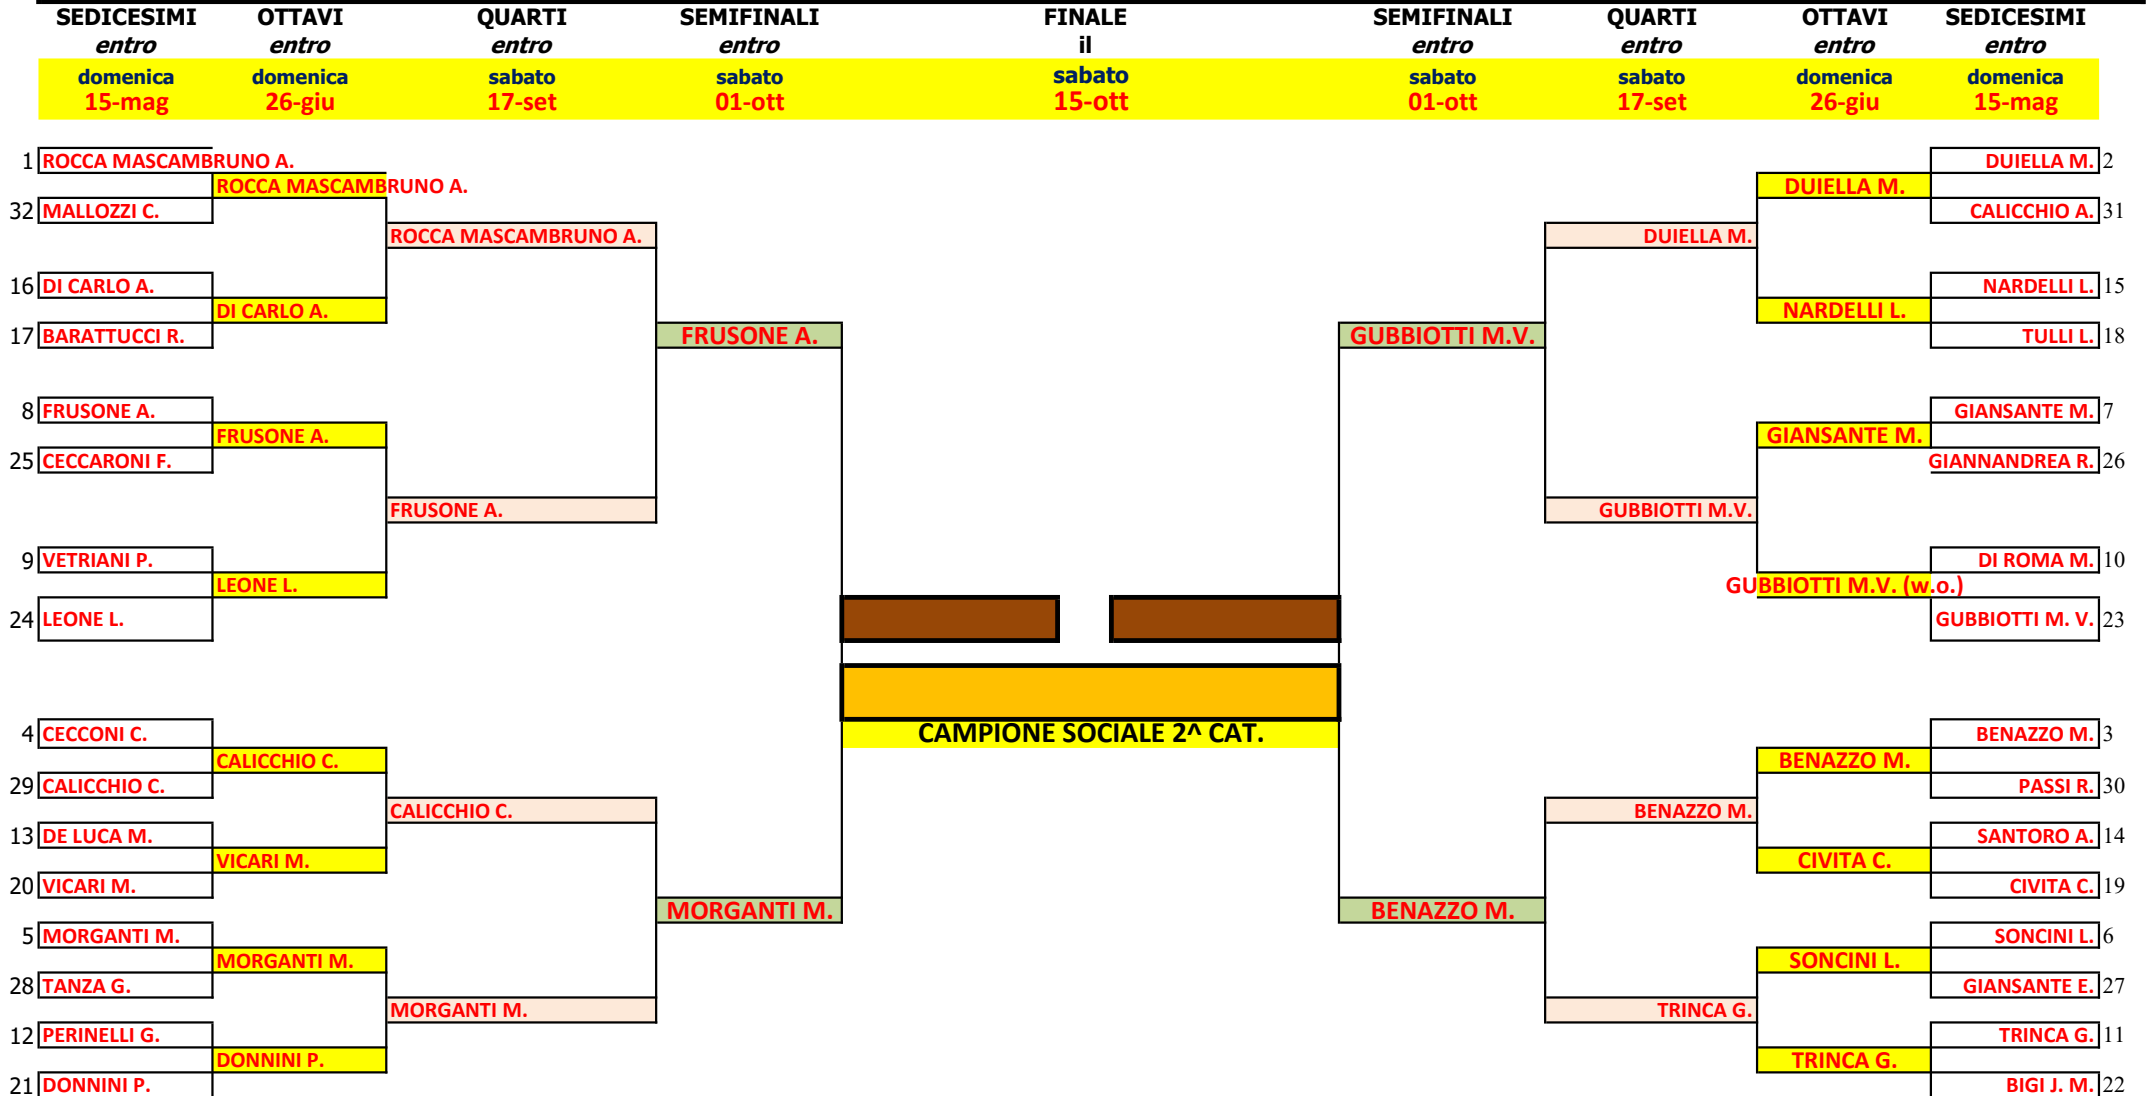 SEDICESIMI OTTAVI QUARTI SEMIFINALI FINALE SEMIFINALI QUARTI OTTAVI SEDICESIMI
entro entro entro entro il entro entro entro entro
domenica domenica sabato sabato sabato sabato sabato domenica domenica
15-mag 26-giu 17-set 01-ott 15-ott 01-ott 17-set 26-giu 15-mag
1 ROCCA MASCAMBRUNO A. DUIELLA M. 2
ROCCA MASCAMBRUNO A. DUIELLA M.
32 MALLOZZI C. CALICCHIO A. 31
ROCCA MASCAMBRUNO A. DUIELLA M.
16 DI CARLO A. NARDELLI L. 15
DI CARLO A. NARDELLI L.
17 BARATTUCCI R. FRUSONE A. GUBBIOTTI M.V. TULLI L. 18
8 FRUSONE A. GIANSANTE M. 7
FRUSONE A. GIANSANTE M.
25 CECCARONI F. GIANNANDREA R. 26
FRUSONE A. GUBBIOTTI M.V.
9 VETRIANI P. DI ROMA M. 10
LEONE L. GUBBIOTTI M.V. (w.o.)
24 LEONE L. GUBBIOTTI M. V. 23
4 CECCONI C. CAMPIONE SOCIALE 2^ CAT. BENAZZO M. 3
CALICCHIO C. BENAZZO M.
29 CALICCHIO C. PASSI R. 30
CALICCHIO C. BENAZZO M.
13 DE LUCA M. SANTORO A. 14
VICARI M. CIVITA C.
20 VICARI M. CIVITA C. 19
MORGANTI M. BENAZZO M.
5 MORGANTI M. SONCINI L. 6
MORGANTI M. SONCINI L.
28 TANZA G. GIANSANTE E. 27
MORGANTI M. TRINCA G.
12 PERINELLI G. TRINCA G. 11
DONNINI P. TRINCA G.
21 DONNINI P. BIGI J. M. 22